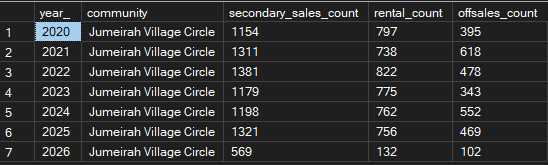 year_ community secondary_sales_count rental_count offsales_count
1 2020 Jumeirah Village Circle 1154 797 395
2 2021 Jumeirah Village Circle 1311 738 618
3 2022 Jumeirah Village Circle 1381 822 478
4 2023 Jumeirah Village Circle 1179 775 343
5 2024 Jumeirah Village Circle 1198 762 552
6 2025 Jumeirah Village Circle 1321 756 469
7 2026 Jumeirah Village Circle 569 132 102